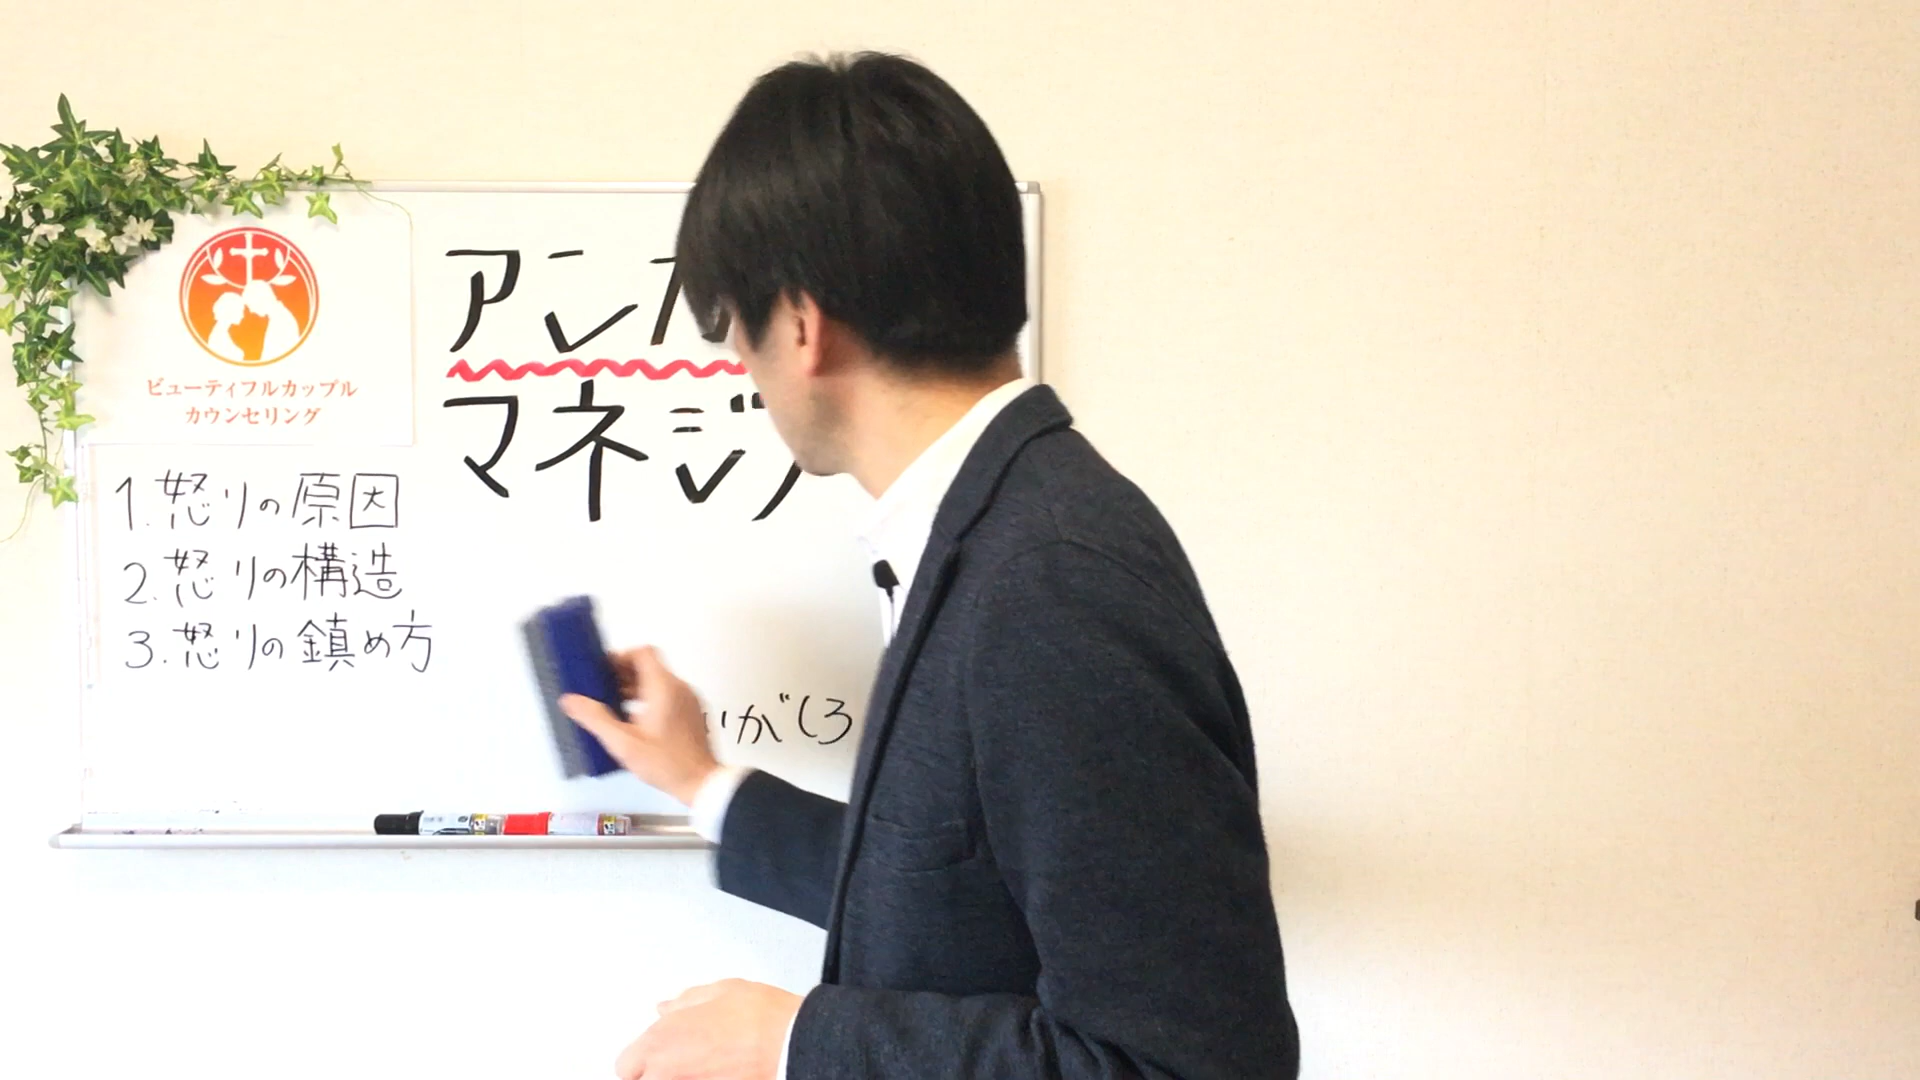 ビューティフルカップル
カウンセリング
アンガ
マネジ
1. 怒りの原因
2. 怒りの構造
3. 怒りの鎮め方
いがろ